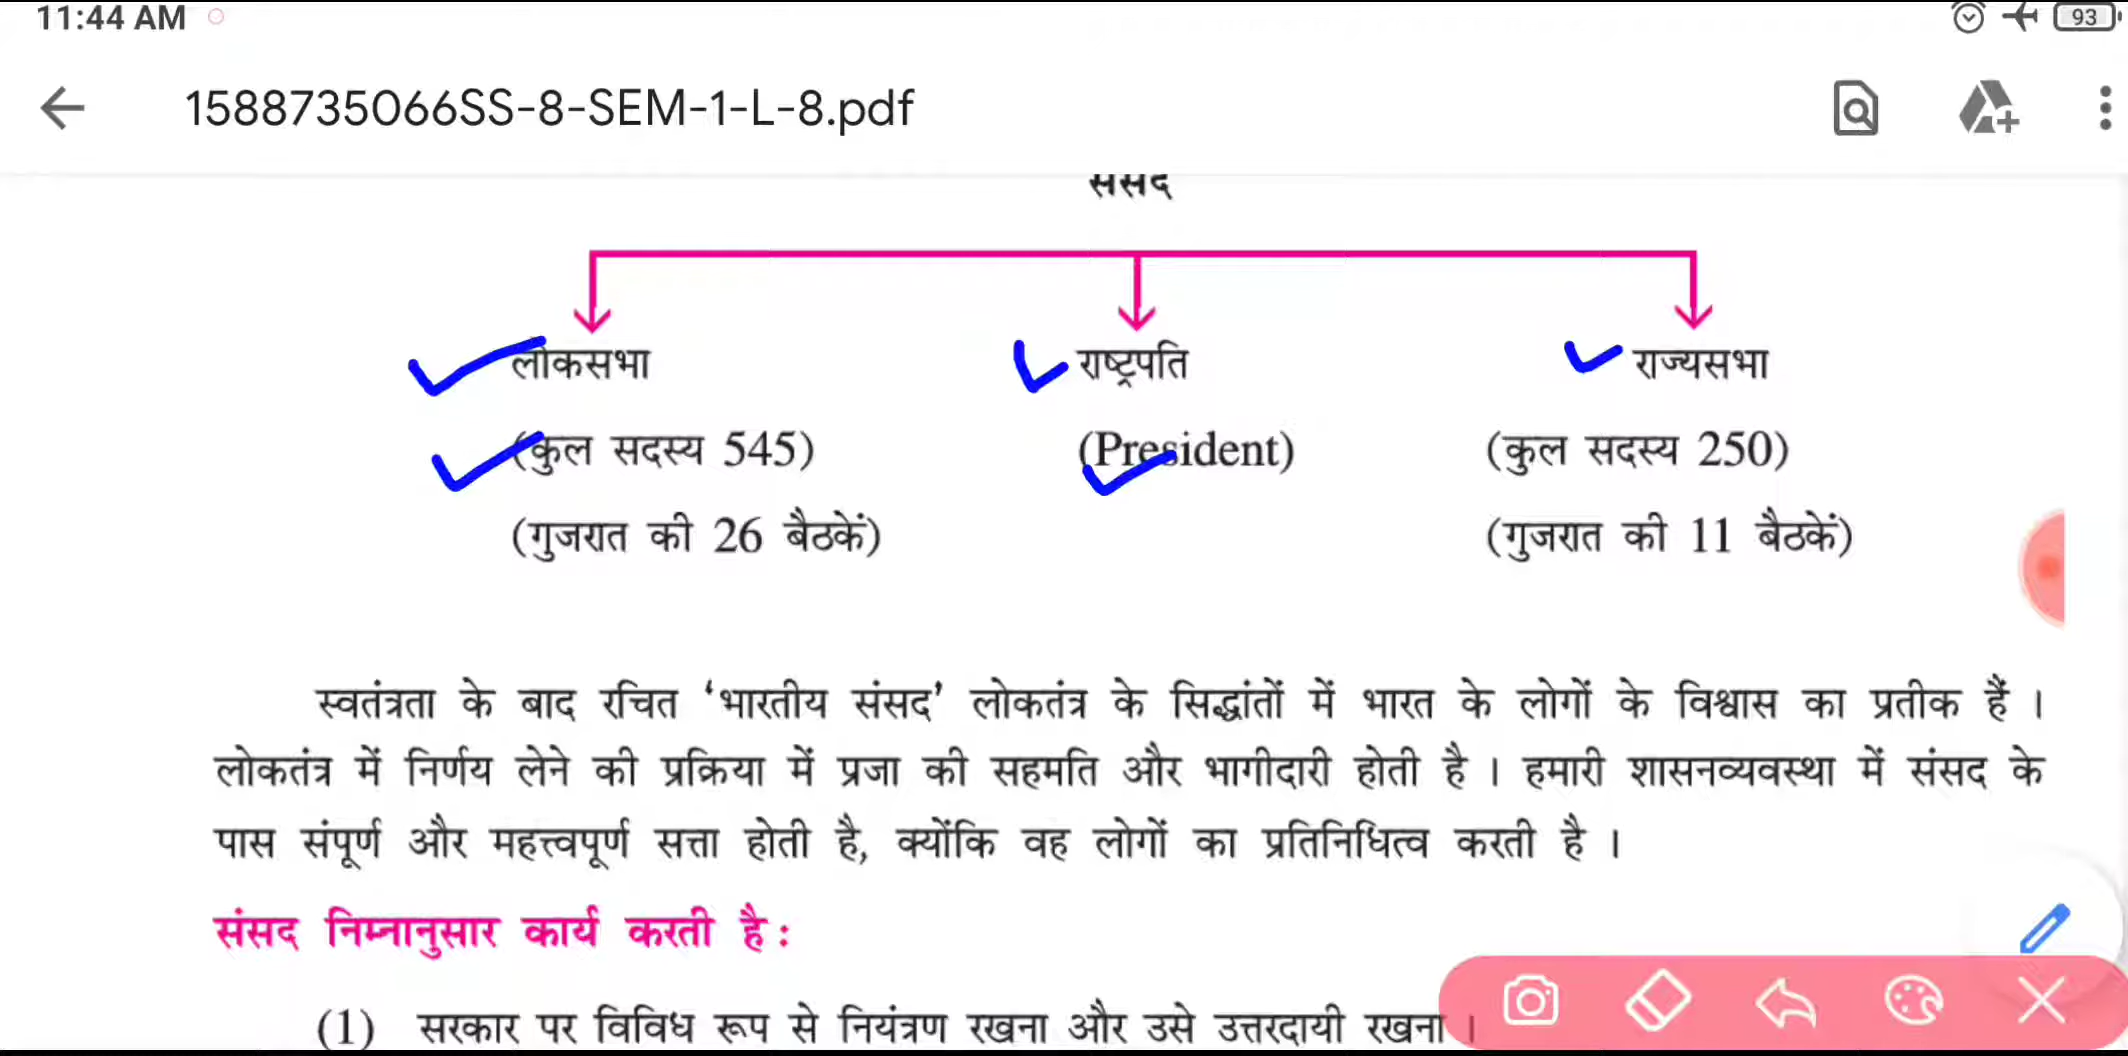 11:44 AM
93
1588735066SS-8-SEM-1-L-8.pdf
संसद
लोकसभा राष्ट्रपति राज्यसभा
(कुल सदस्य 545) (President) (कुल सदस्य 250)
(गुजरात की 26 बैठकें) (गुजरात की 11 बैठकें)
स्वतंत्रता के बाद रचित ‘भारतीय संसद’ लोकतंत्र के सिद्धांतों में भारत के लोगों के विश्वास का प्रतीक हैं ।
लोकतंत्र में निर्णय लेने की प्रक्रिया में प्रजा की सहमति और भागीदारी होती है । हमारी शासनव्यवस्था में संसद के
पास संपूर्ण और महत्त्वपूर्ण सत्ता होती है, क्योंकि वह लोगों का प्रतिनिधित्व करती है ।
संसद निम्नानुसार कार्य करती है :
(1) सरकार पर विविध रूप से नियंत्रण रखना और उसे उत्तरदायी रखना ।